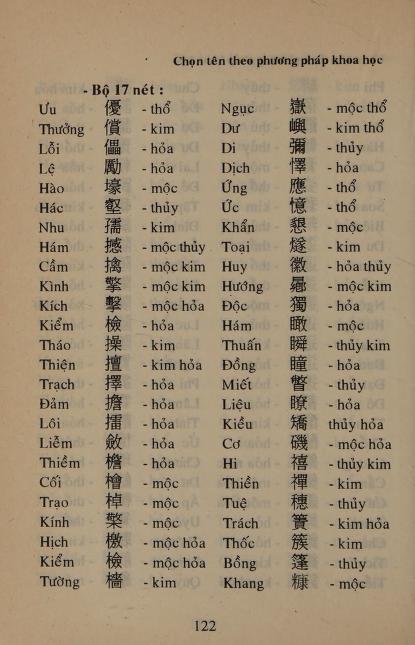 Chọn tên theo phương pháp khoa học
- Bộ 17 nét :
Ưu 優 - thổ
Thưởng 償 - kim
Lỗi 儡 - hỏa
Lệ 勵 - hỏa
Hào 壕 - mộc
Hác 壑 - thủy
Nhu 孺 - kim
Hám 撼 - mộc thủy
Cầm 擒 - mộc kim
Kình 擎 - mộc kim
Kích 擊 - mộc hỏa
Kiểm 檢 - hỏa
Tháo 操 - kim
Thiện 擅 - kim hỏa
Trạch 擇 - hỏa
Đảm 擔 - hỏa
Lôi 擂 - hỏa
Liễm 斂 - hỏa
Thiềm 檐 - hỏa
Cối 檜 - mộc
Trạo - mộc
Kính - mộc
Hịch 檄 - mộc hỏa
Kiểm 檢 - mộc hỏa
Tường 檣 - kim
Ngục 嶽 - mộc thổ
Dư 嶼 - kim thổ
Di 彌 - thủy
Dịch 懌 - hỏa
Ứng 應 - thổ
Ức 憶 - thổ
Khẩn 懇 - mộc
Toại 燧 - kim
Huy 徽 - hỏa thủy
Hướng - mộc kim
Độc 獨 - hỏa
Hám 瞰 - mộc
Thuấn 瞬 - thủy kim
Đồng 瞳 - hỏa
Miết 瞥 - thủy
Liệu 瞭 - hỏa
Kiều 矯 thủy hỏa
Cơ 磯 - mộc hỏa
Hi 禧 - thủy kim
Thiền 禪 - kim
Tuệ 穗 - thủy
Trách 簀 - kim hỏa
Thốc 簇 - kim
Bồng 篷 - thủy
Khang 糠 - mộc
122